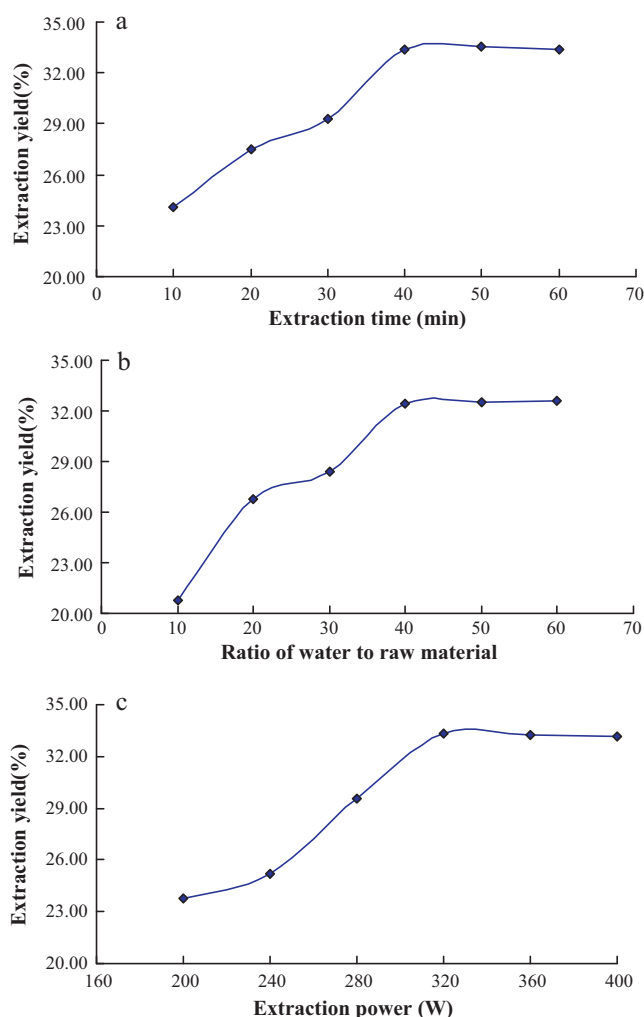 a
35.00
32.00
29.00
26.00
23.00
20.00
Extraction yield(%)
0 10 20 30 40 50 60 70
Extraction time (min)
b
35.00
32.00
29.00
26.00
23.00
20.00
Extraction yield(%)
0 10 20 30 40 50 60 70
Ratio of water to raw material
c
35.00
32.00
29.00
26.00
23.00
20.00
Extraction yield(%)
160 200 240 280 320 360 400
Extraction power (W)